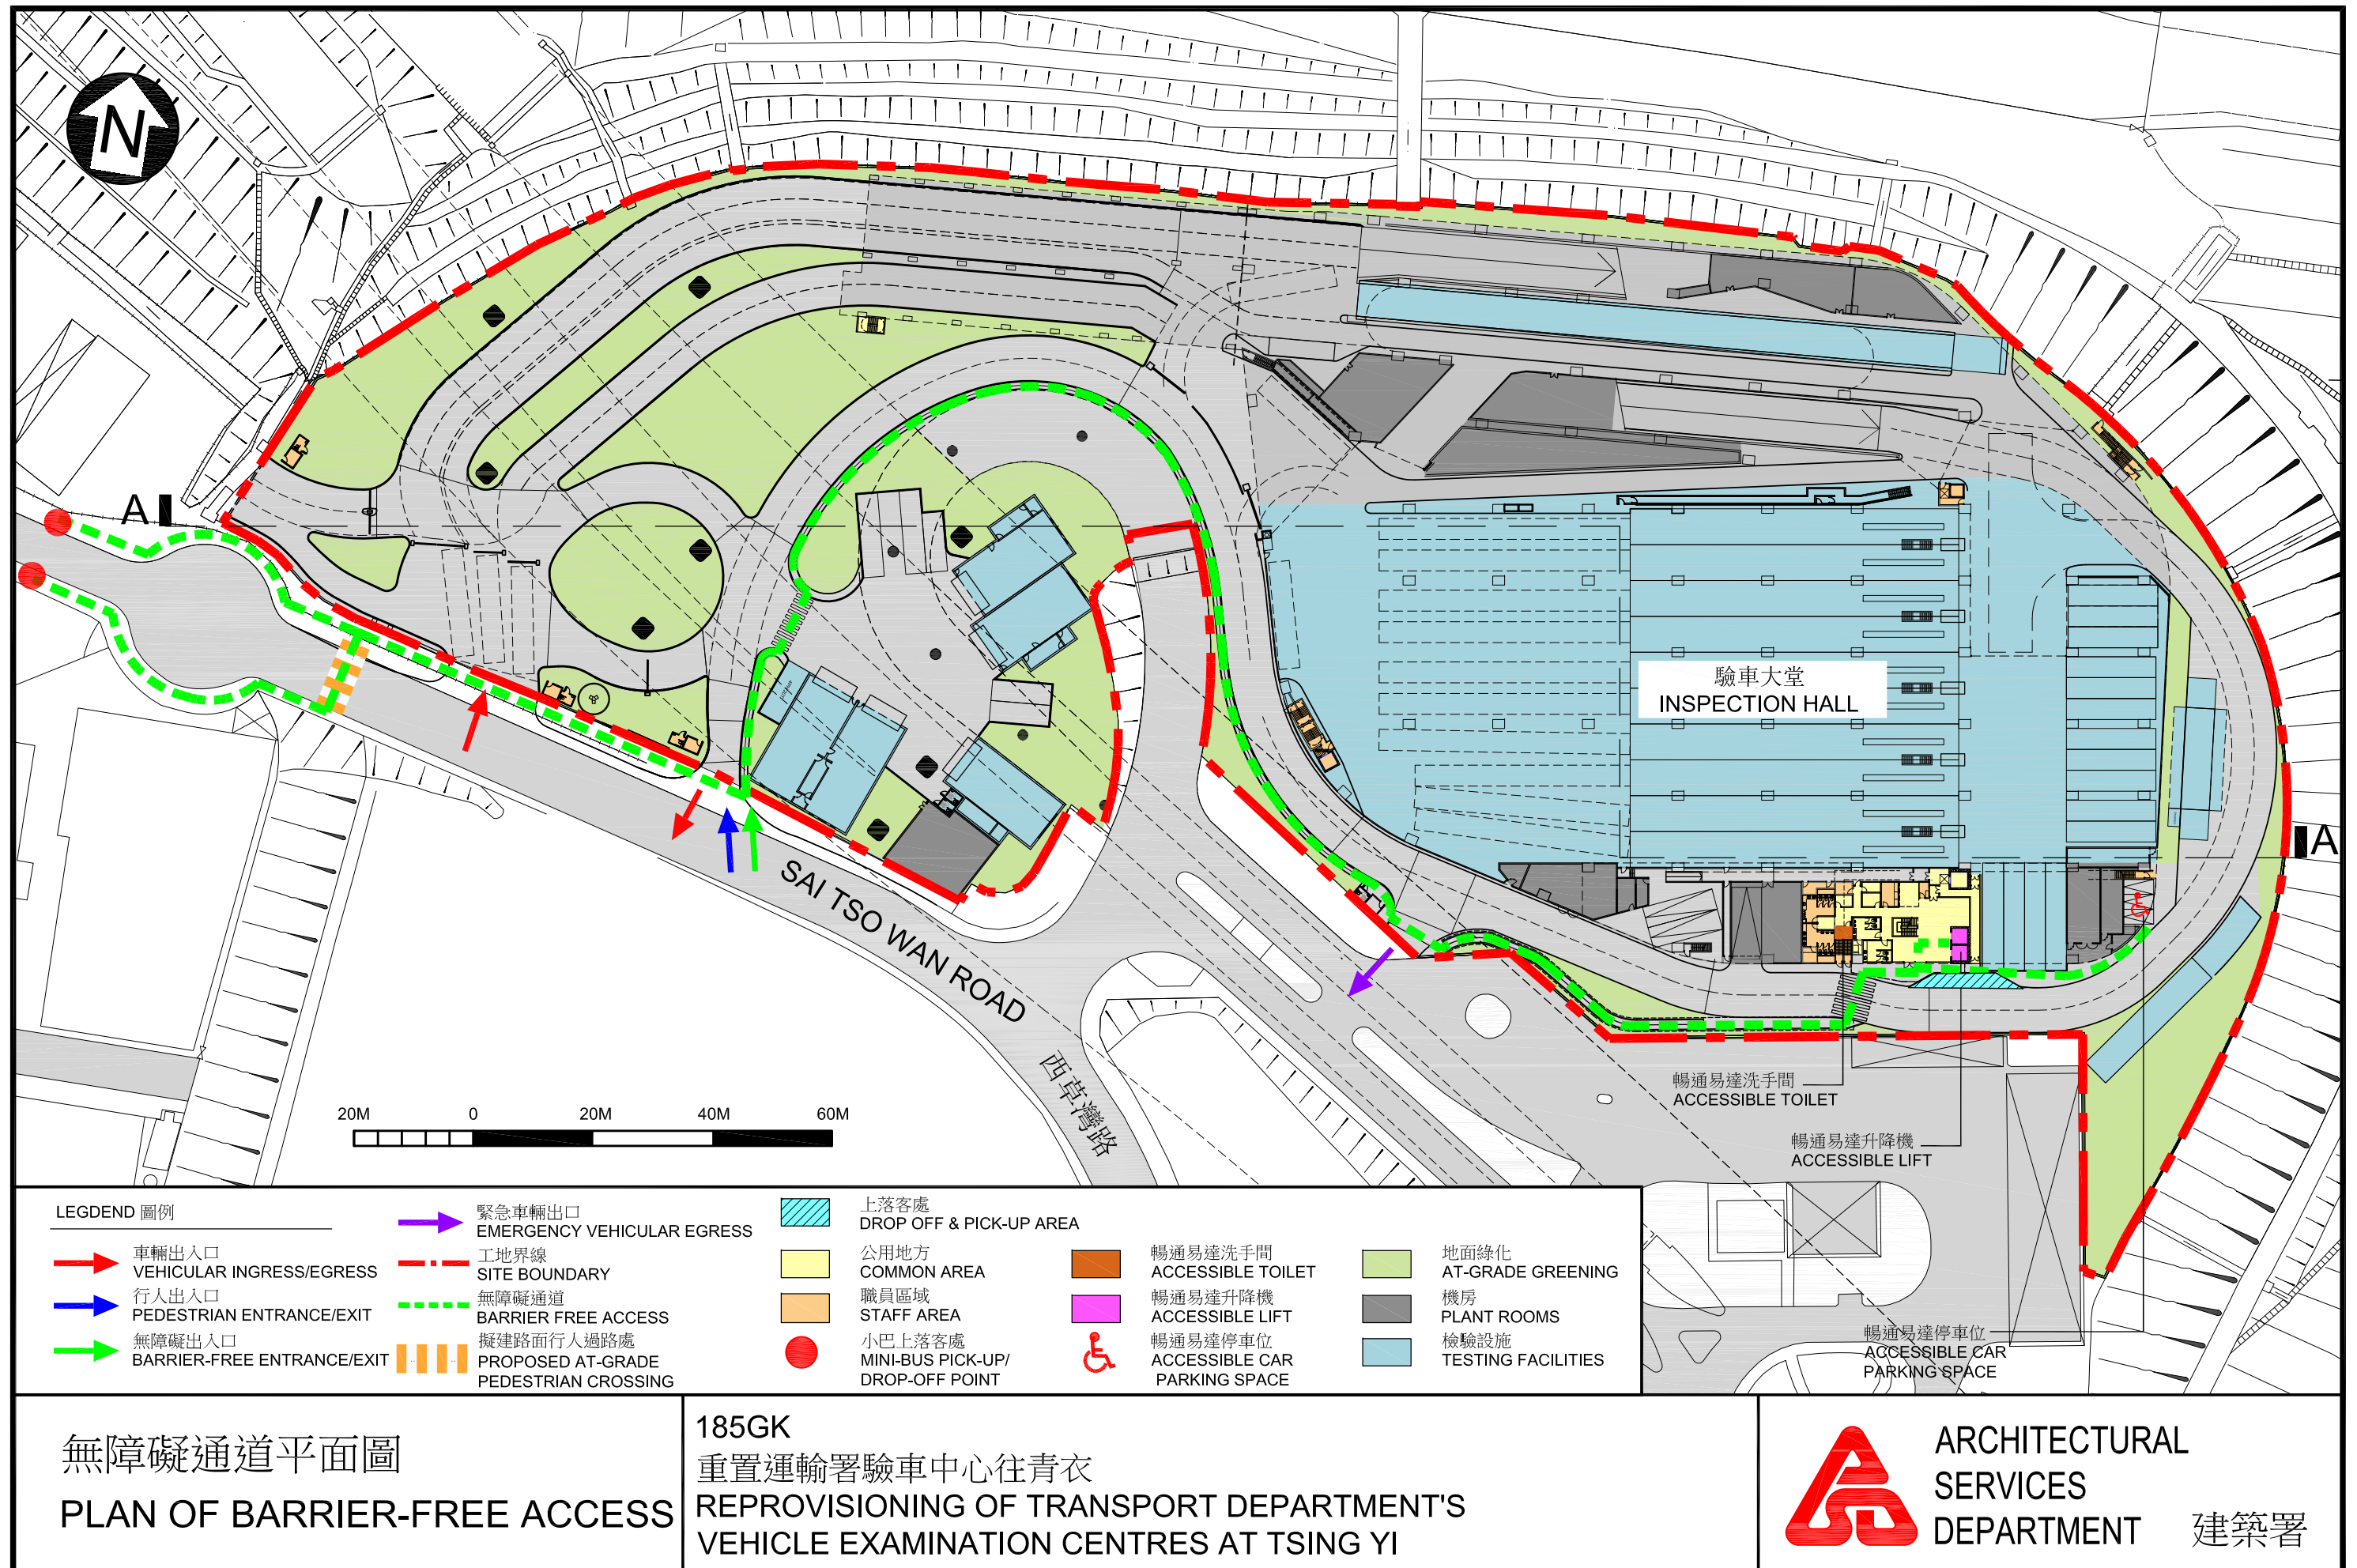 N
A
驗車大堂
INSPECTION HALL
A
SAI TSO WAN ROAD
西草灣路
暢通易達洗手間
ACCESSIBLE TOILET
暢通易達升降機
ACCESSIBLE LIFT
暢通易達停車位
ACCESSIBLE CAR
PARKING SPACE
20M 0 20M 40M 60M
LEGDEND 圖例
車輛出入口
VEHICULAR INGRESS/EGRESS
行人出入口
PEDESTRIAN ENTRANCE/EXIT
無障礙出入口
BARRIER-FREE ENTRANCE/EXIT
緊急車輛出口
EMERGENCY VEHICULAR EGRESS
工地界線
SITE BOUNDARY
無障礙通道
BARRIER FREE ACCESS
擬建路面行人過路處
PROPOSED AT-GRADE
PEDESTRIAN CROSSING
上落客處
DROP OFF & PICK-UP AREA
公用地方
COMMON AREA
職員區域
STAFF AREA
小巴上落客處
MINI-BUS PICK-UP/
DROP-OFF POINT
暢通易達洗手間
ACCESSIBLE TOILET
暢通易達升降機
ACCESSIBLE LIFT
暢通易達停車位
ACCESSIBLE CAR
PARKING SPACE
地面綠化
AT-GRADE GREENING
機房
PLANT ROOMS
檢驗設施
TESTING FACILITIES
無障礙通道平面圖
PLAN OF BARRIER-FREE ACCESS
185GK
重置運輸署驗車中心往青衣
REPROVISIONING OF TRANSPORT DEPARTMENT'S
VEHICLE EXAMINATION CENTRES AT TSING YI
ARCHITECTURAL
SERVICES
DEPARTMENT 建築署